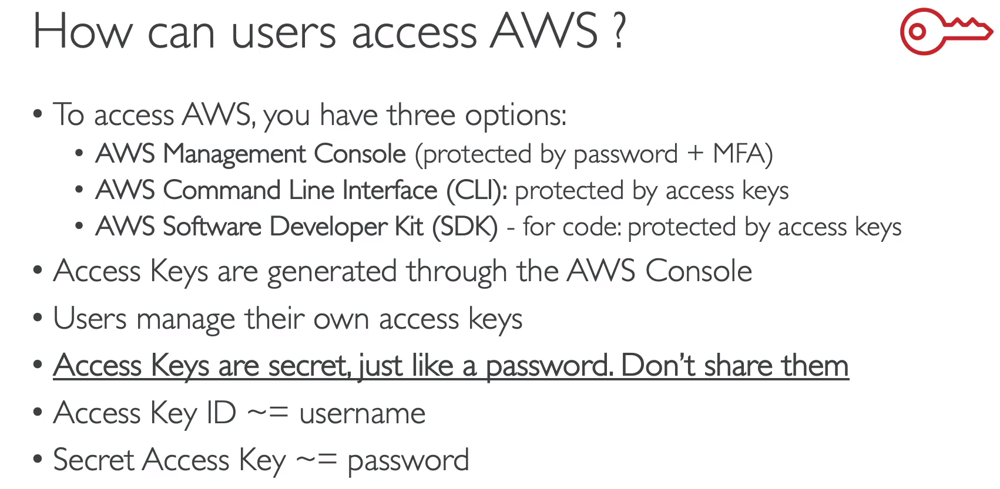 How can users access AWS ?
• To access AWS, you have three options:
• AWS Management Console (protected by password + MFA)
• AWS Command Line Interface (CLI): protected by access keys
• AWS Software Developer Kit (SDK) - for code: protected by access keys
• Access Keys are generated through the AWS Console
• Users manage their own access keys
• Access Keys are secret, just like a password. Don’t share them
• Access Key ID ~= username
• Secret Access Key ~= password